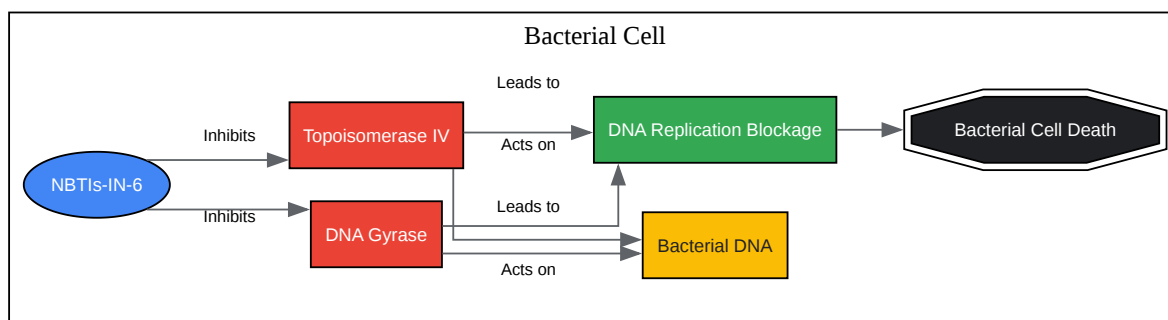 Bacterial Cell
Leads to
Inhibits
Topoisomerase IV
DNA Replication Blockage
Bacterial Cell Death
Acts on
NBTIs-IN-6
Inhibits
Leads to
DNA Gyrase
Bacterial DNA
Acts on